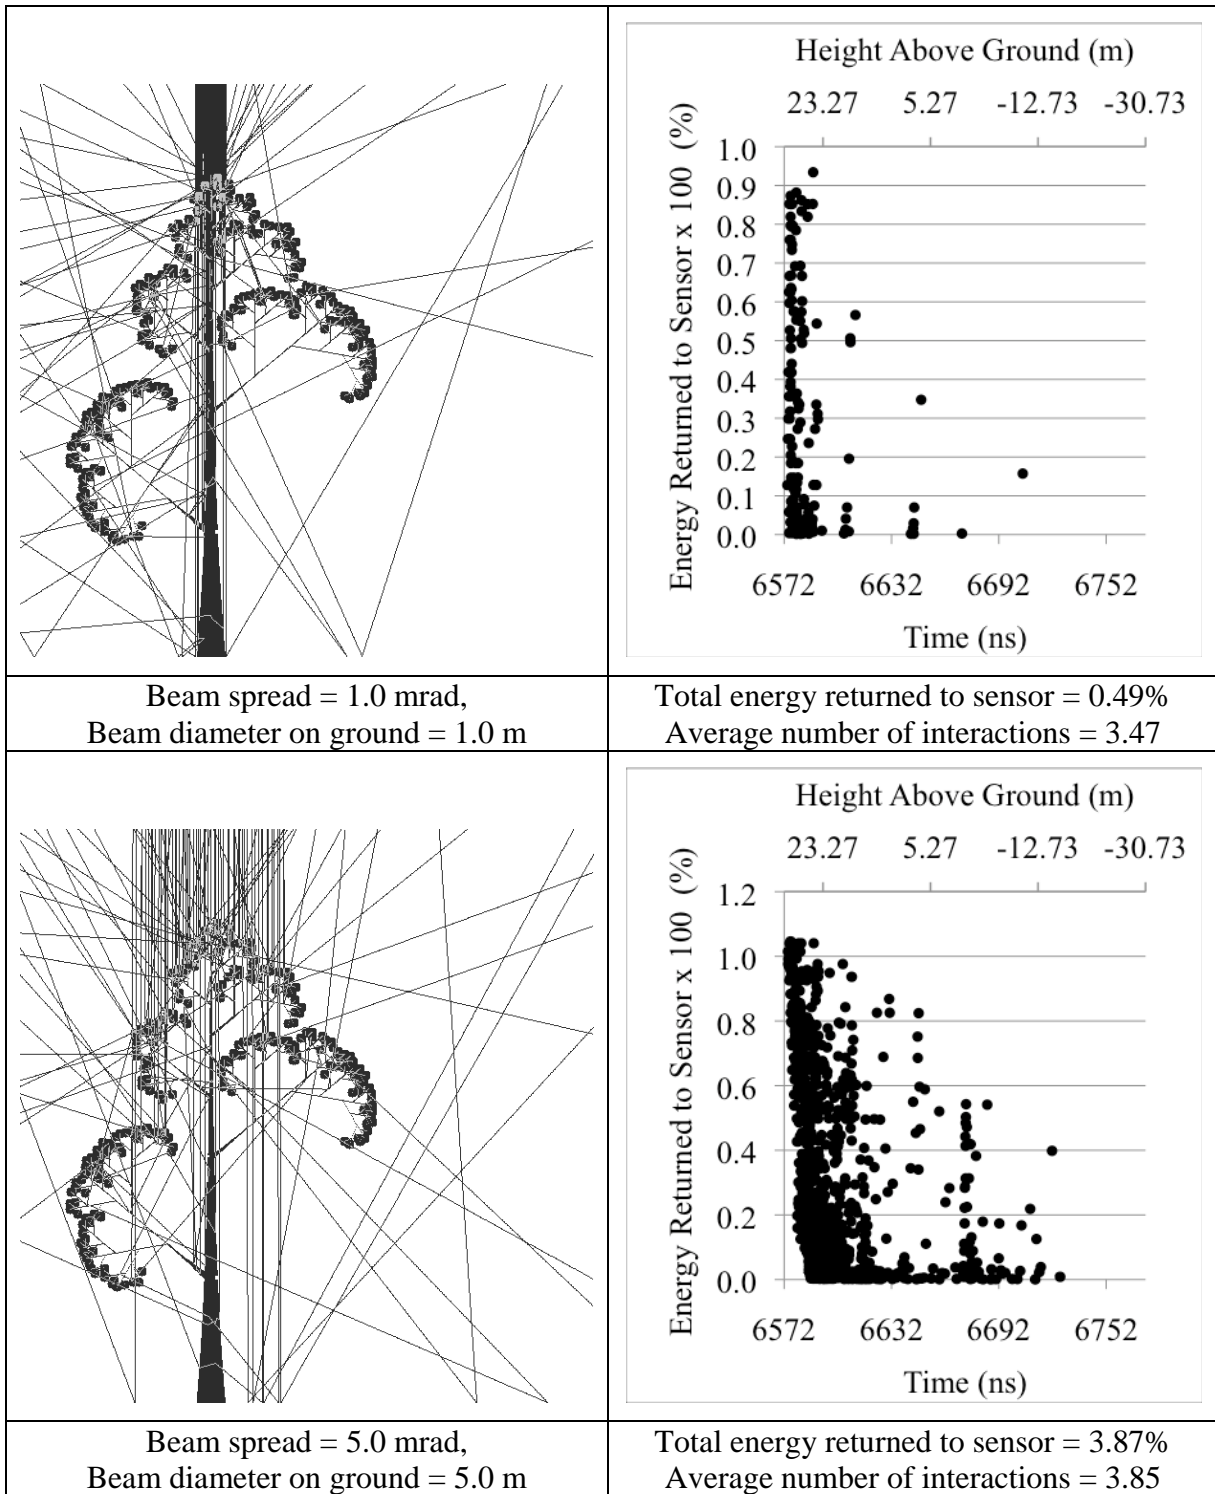 Height Above Ground (m)
23.27 5.27 -12.73 -30.73
Energy Returned to Sensor x 100 (%)
1.0
0.9
0.8
0.7
0.6
0.5
0.4
0.3
0.2
0.1
0.0
6572 6632 6692 6752
Time (ns)
Beam spread = 1.0 mrad,
Beam diameter on ground = 1.0 m
Total energy returned to sensor = 0.49%
Average number of interactions = 3.47
Height Above Ground (m)
23.27 5.27 -12.73 -30.73
Energy Returned to Sensor x 100 (%)
1.2
1.0
0.8
0.6
0.4
0.2
0.0
6572 6632 6692 6752
Time (ns)
Beam spread = 5.0 mrad,
Beam diameter on ground = 5.0 m
Total energy returned to sensor = 3.87%
Average number of interactions = 3.85